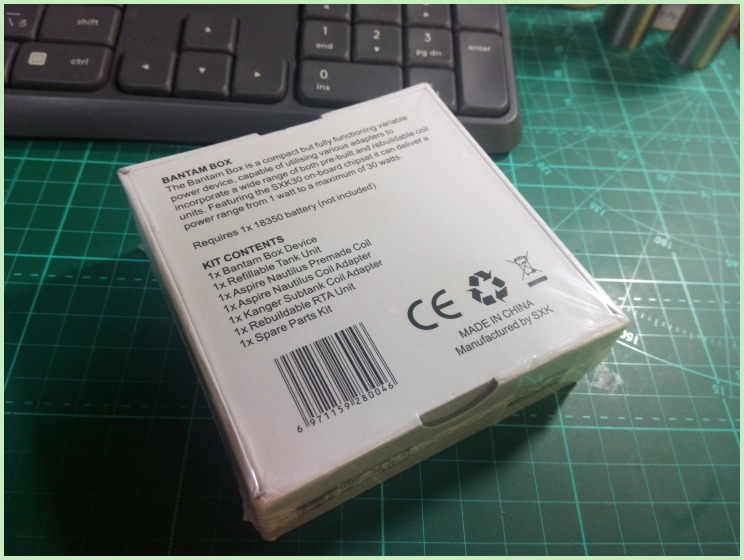 shift
ctrl
1
end
2
3
pg dn
enter
0
ins
BANTAM BOX
The Bantam Box is a compact but fully functioning variable
power device, capable of utilising various adapters to
incorporate a wide range of both pre-built and rebuildable coil
units. Featuring the SXK30 on-board chipset it can deliver a
power range from 1 watt to a maximum of 30 watts.
Requires 1x 18350 battery (not included)
KIT CONTENTS
1x Bantam Box Device
1x Refillable Tank Unit
1x Aspire Nautilus Premade Coil
1x Aspire Nautilus Coil Adapter
1x Kanger Subtank Coil Adapter
1x Rebuildable RTA Unit
1x Spare Parts Kit
CE
MADE IN CHINA
Manufactured by SXK
6 971159 280046